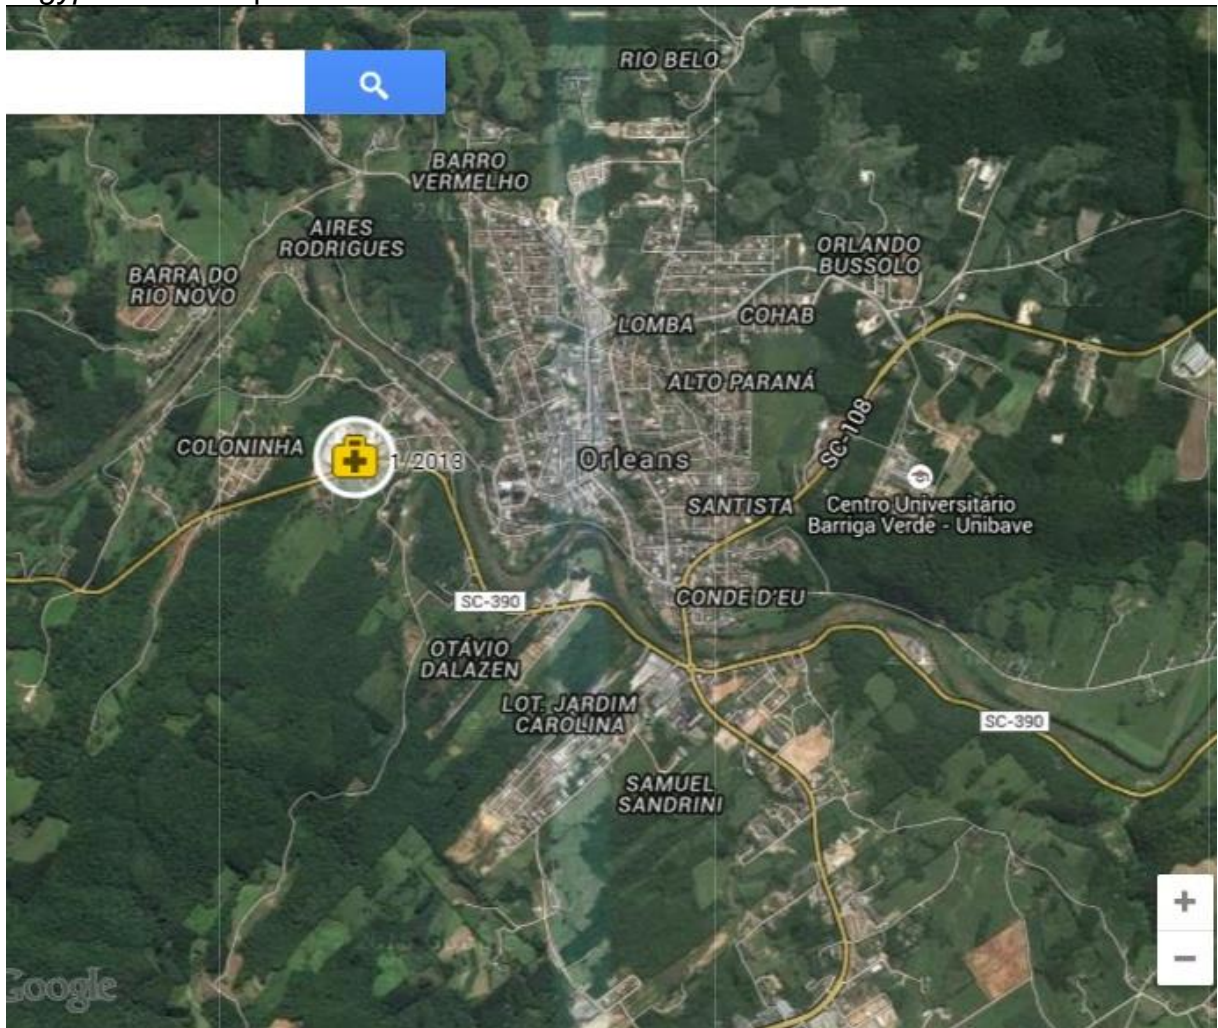 RIO BELO
BARRO
VERMELHO
AIRES
RODRIGUES
ORLANDO
BUSSOLO
BARRA DO
RIO NOVO
LOMBA
COHAB
ALTO PARANÁ
SC-108
COLONINHA
1/2013
Orleans
SANTISTA
Centro Universitário
Barriga Verde - Unibave
SC-390
CONDE D'EU
OTÁVIO
DALAZEN
LOT. JARDIM
CAROLINA
SC-390
SAMUEL
SANDRINI
+
−
Google